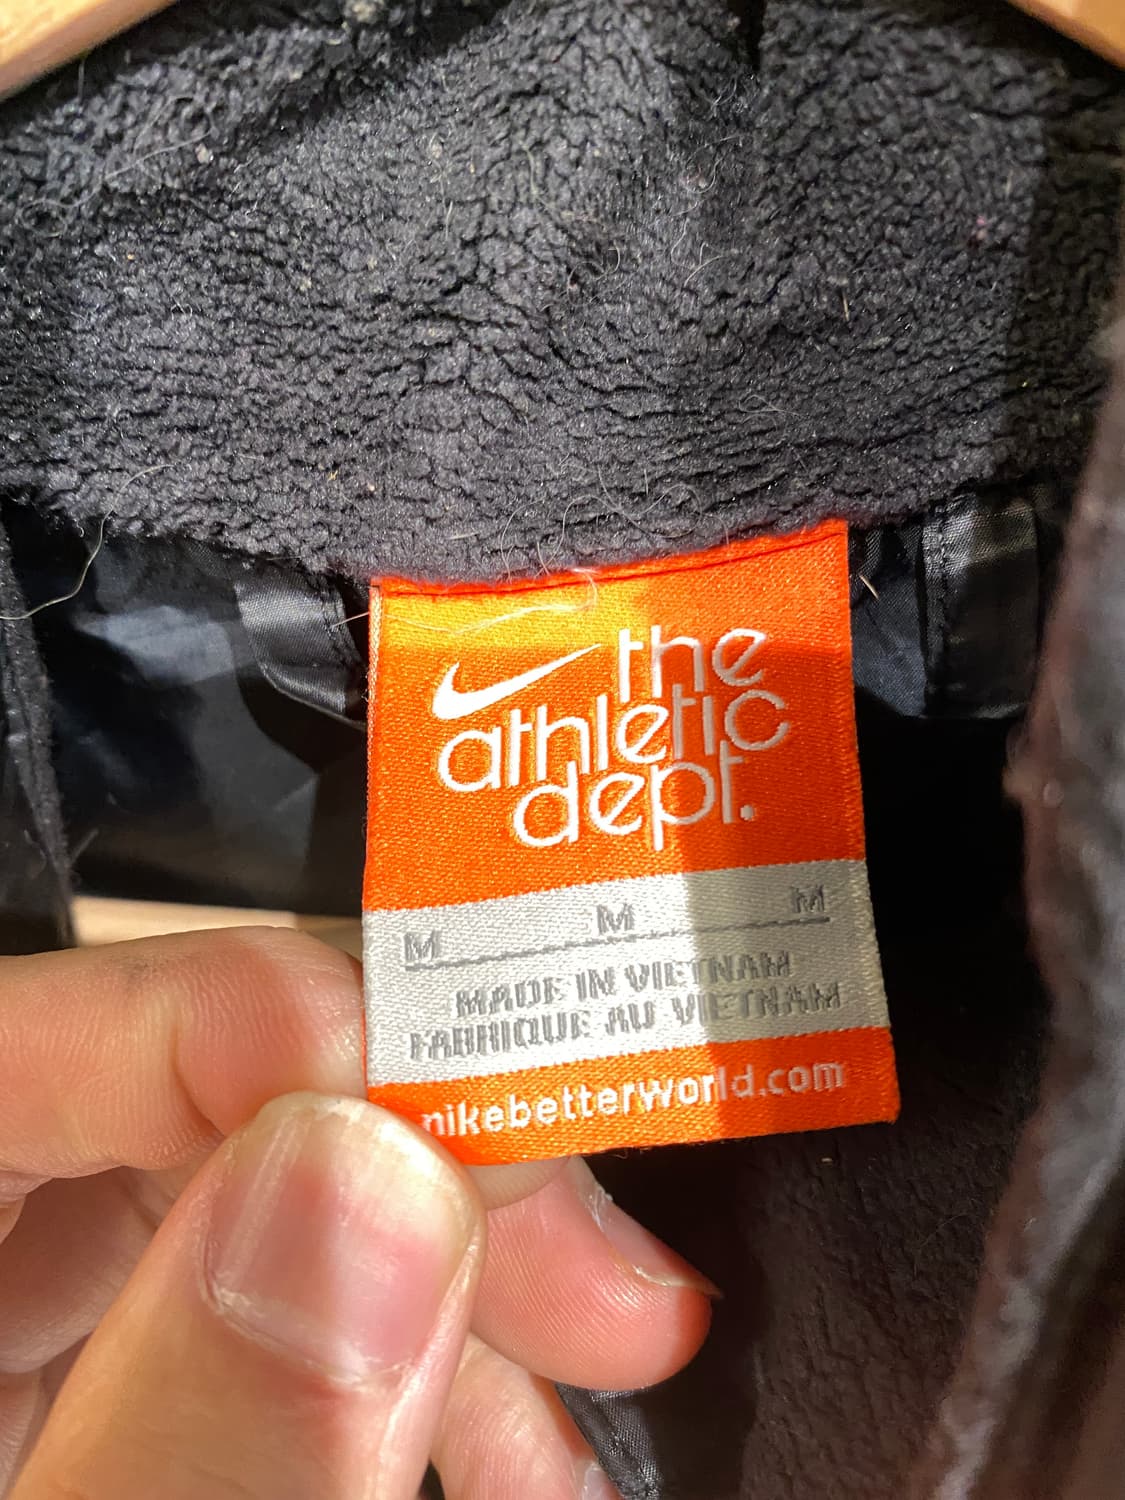 the
athletic
dept.
M M M
MADE IN VIETNAM
FABRIQUE AU VIETNAM
nikebetterworld.com